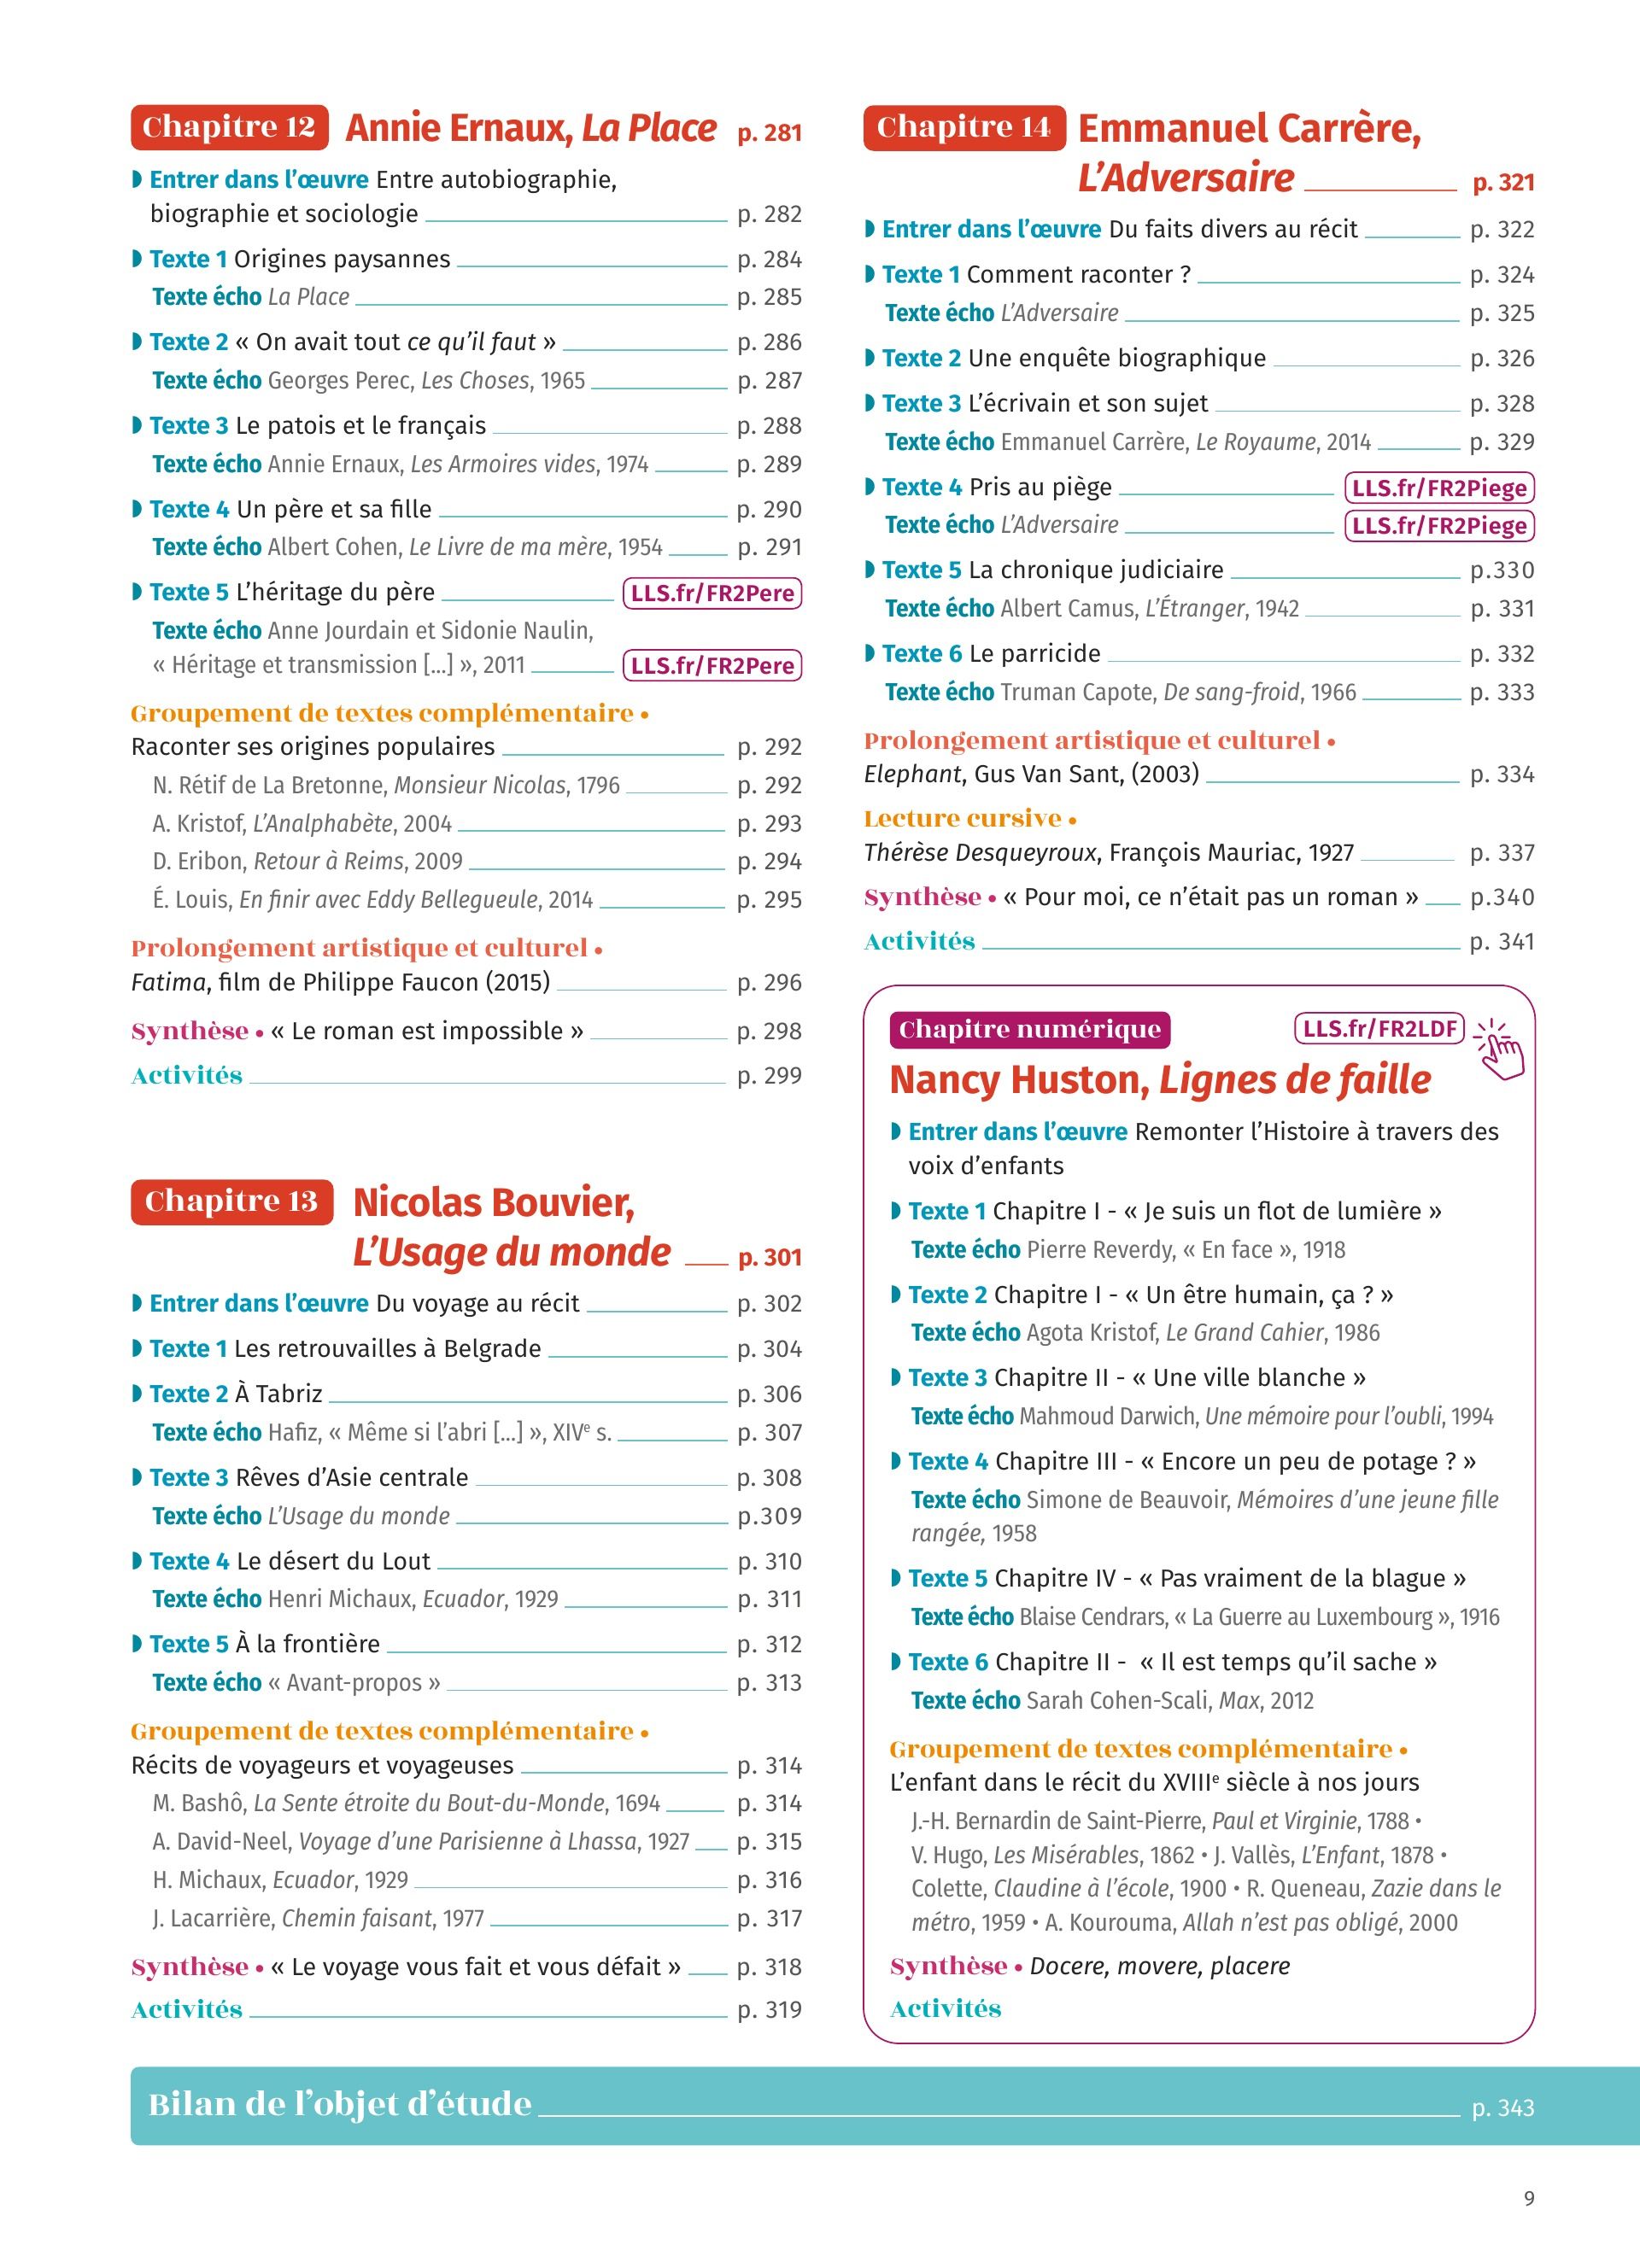 Chapitre 12 Annie Ernaux, La Place p. 281
Entrer dans l’œuvre Entre autobiographie,
biographie et sociologie p. 282
Texte 1 Origines paysannes p. 284
Texte écho La Place p. 285
Texte 2 « On avait tout ce qu’il faut » p. 286
Texte écho Georges Perec, Les Choses, 1965 p. 287
Texte 3 Le patois et le français p. 288
Texte écho Annie Ernaux, Les Armoires vides, 1974 p. 289
Texte 4 Un père et sa fille p. 290
Texte écho Albert Cohen, Le Livre de ma mère, 1954 p. 291
Texte 5 L’héritage du père LLS.fr/FR2Pere
Texte écho Anne Jourdain et Sidonie Naulin,
« Héritage et transmission [...] », 2011 LLS.fr/FR2Pere
Groupement de textes complémentaire •
Raconter ses origines populaires p. 292
N. Rétif de La Bretonne, Monsieur Nicolas, 1796 p. 292
A. Kristof, L’Analphabète, 2004 p. 293
D. Eribon, Retour à Reims, 2009 p. 294
É. Louis, En finir avec Eddy Bellegueule, 2014 p. 295
Prolongement artistique et culturel •
Fatima, film de Philippe Faucon (2015) p. 296
Synthèse • « Le roman est impossible » p. 298
Activités p. 299
Chapitre 13 Nicolas Bouvier,
L’Usage du monde p. 301
Entrer dans l’œuvre Du voyage au récit p. 302
Texte 1 Les retrouvailles à Belgrade p. 304
Texte 2 À Tabriz p. 306
Texte écho Hafiz, « Même si l’abri [...] », XIVe s. p. 307
Texte 3 Rêves d’Asie centrale p. 308
Texte écho L’Usage du monde p.309
Texte 4 Le désert du Lout p. 310
Texte écho Henri Michaux, Ecuador, 1929 p. 311
Texte 5 À la frontière p. 312
Texte écho « Avant-propos » p. 313
Groupement de textes complémentaire •
Récits de voyageurs et voyageuses p. 314
M. Bashô, La Sente étroite du Bout-du-Monde, 1694 p. 314
A. David-Neel, Voyage d’une Parisienne à Lhassa, 1927 p. 315
H. Michaux, Ecuador, 1929 p. 316
J. Lacarrière, Chemin faisant, 1977 p. 317
Synthèse • « Le voyage vous fait et vous défait » p. 318
Activités p. 319
Chapitre 14 Emmanuel Carrère,
L’Adversaire p. 321
Entrer dans l’œuvre Du faits divers au récit p. 322
Texte 1 Comment raconter ? p. 324
Texte écho L’Adversaire p. 325
Texte 2 Une enquête biographique p. 326
Texte 3 L’écrivain et son sujet p. 328
Texte écho Emmanuel Carrère, Le Royaume, 2014 p. 329
Texte 4 Pris au piège LLS.fr/FR2Piege
Texte écho L’Adversaire LLS.fr/FR2Piege
Texte 5 La chronique judiciaire p.330
Texte écho Albert Camus, L’Étranger, 1942 p. 331
Texte 6 Le parricide p. 332
Texte écho Truman Capote, De sang-froid, 1966 p. 333
Prolongement artistique et culturel •
Elephant, Gus Van Sant, (2003) p. 334
Lecture cursive •
Thérèse Desqueyroux, François Mauriac, 1927 p. 337
Synthèse • « Pour moi, ce n’était pas un roman » p.340
Activités p. 341
Chapitre numérique LLS.fr/FR2LDF
Nancy Huston, Lignes de faille
Entrer dans l’œuvre Remonter l’Histoire à travers des
voix d’enfants
Texte 1 Chapitre I - « Je suis un flot de lumière »
Texte écho Pierre Reverdy, « En face », 1918
Texte 2 Chapitre I - « Un être humain, ça ? »
Texte écho Agota Kristof, Le Grand Cahier, 1986
Texte 3 Chapitre II - « Une ville blanche »
Texte écho Mahmoud Darwich, Une mémoire pour l’oubli, 1994
Texte 4 Chapitre III - « Encore un peu de potage ? »
Texte écho Simone de Beauvoir, Mémoires d’une jeune fille
rangée, 1958
Texte 5 Chapitre IV - « Pas vraiment de la blague »
Texte écho Blaise Cendrars, « La Guerre au Luxembourg », 1916
Texte 6 Chapitre II - « Il est temps qu’il sache »
Texte écho Sarah Cohen-Scali, Max, 2012
Groupement de textes complémentaire •
L’enfant dans le récit du XVIIIe siècle à nos jours
J.-H. Bernardin de Saint-Pierre, Paul et Virginie, 1788 •
V. Hugo, Les Misérables, 1862 • J. Vallès, L’Enfant, 1878 •
Colette, Claudine à l’école, 1900 • R. Queneau, Zazie dans le
métro, 1959 • A. Kourouma, Allah n’est pas obligé, 2000
Synthèse • Docere, movere, placere
Activités
Bilan de l’objet d’étude p. 343
9